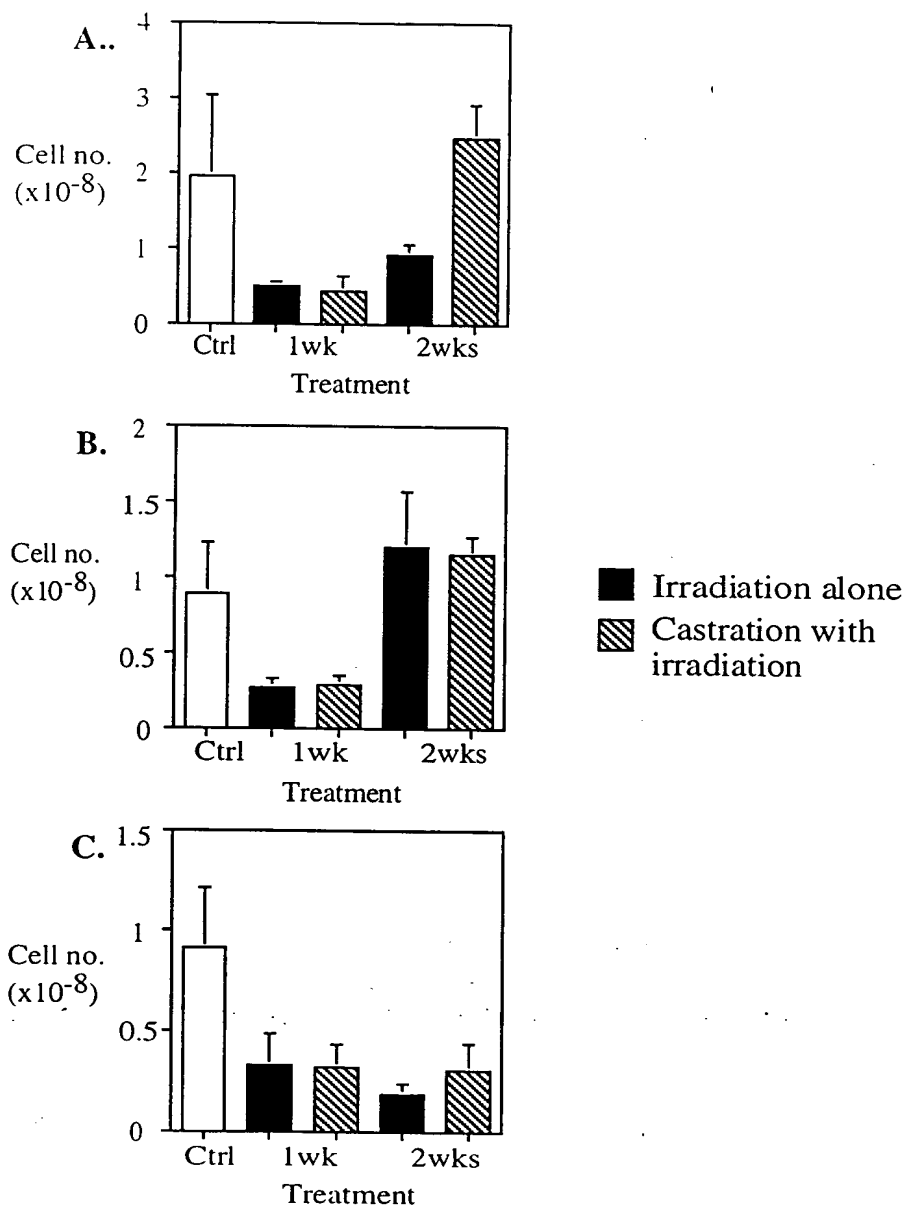 A..
4
3
2
1
0
Cell no.
(x10-8)
Ctrl 1wk 2wks
Treatment
B.
2
1.5
1
0.5
0
Cell no.
(x10-8)
Ctrl 1wk 2wks
Treatment
Irradiation alone
Castration with
irradiation
C.
1.5
1
0.5
0
Cell no.
(x10-8)
Ctrl 1wk 2wks
Treatment